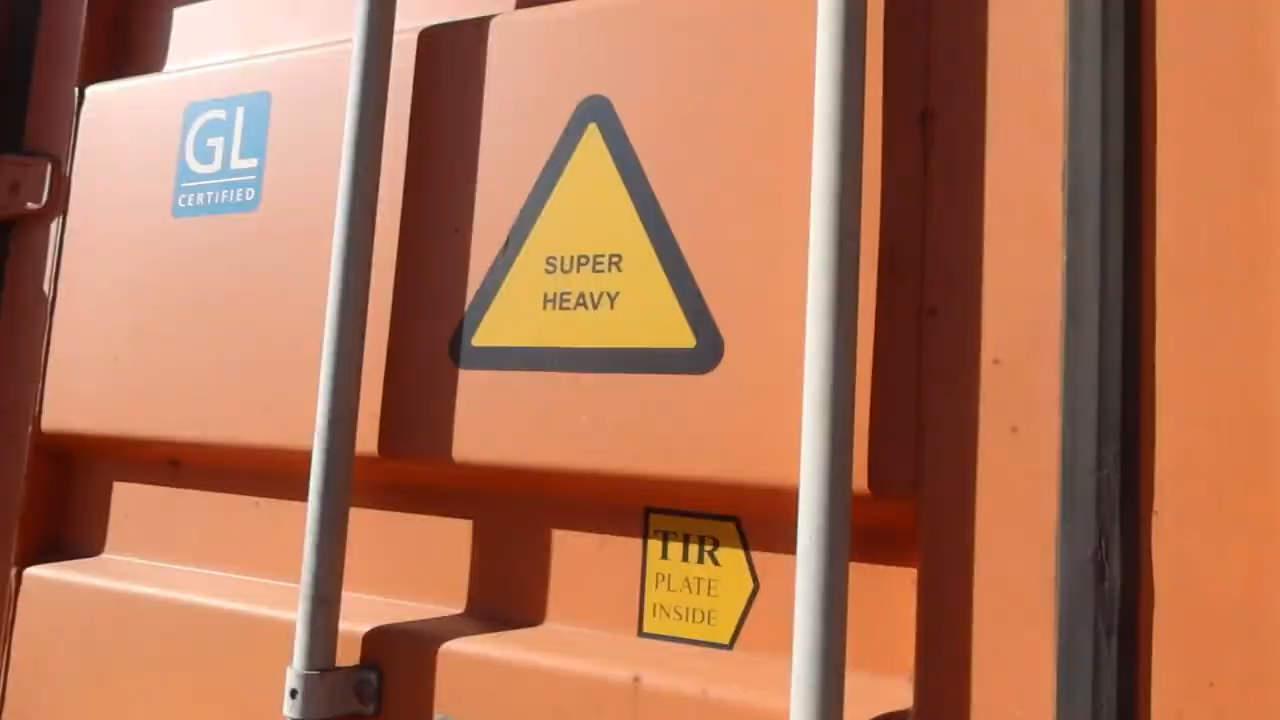 GL
CERTIFIED
SUPER
HEAVY
TIR
PLATE
INSIDE